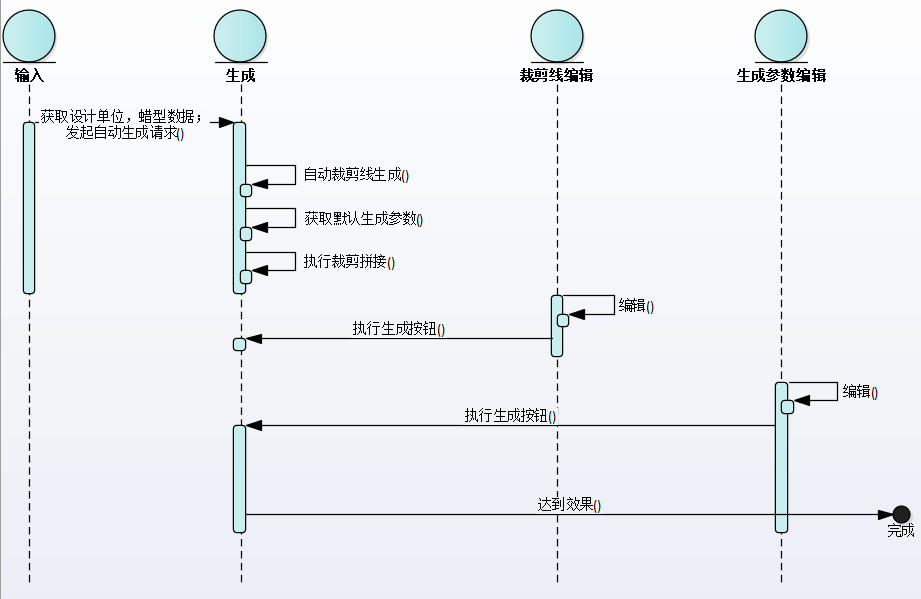 输入
生成
裁剪线编辑
生成参数编辑
获取设计单位，蜡型数据；
发起自动生成请求()
自动裁剪线生成()
获取默认生成参数()
执行裁剪拼接()
编辑()
执行生成按钮()
编辑()
执行生成按钮()
达到效果()
完成